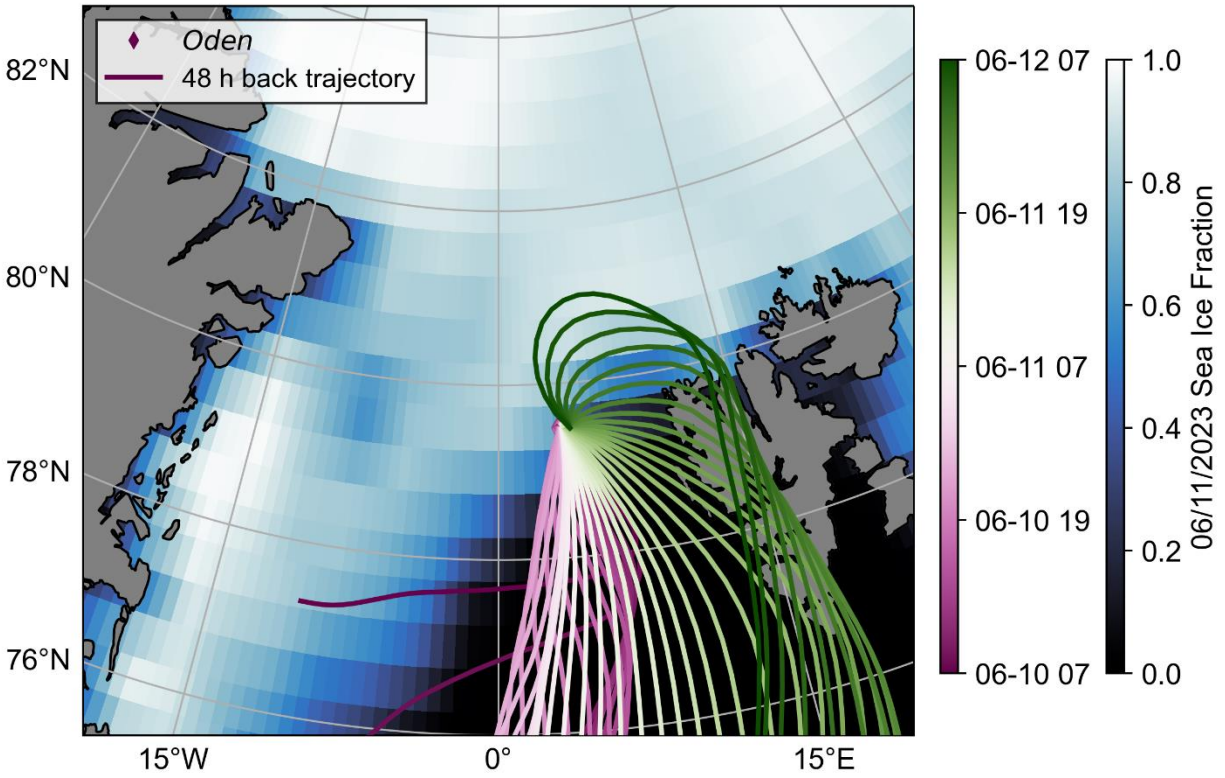 Oden
48 h back trajectory
82°N
80°N
78°N
76°N
15°W
0°
15°E
06-12 07
06-11 19
06-11 07
06-10 19
06-10 07
1.0
0.8
0.6
0.4
0.2
0.0
06/11/2023 Sea Ice Fraction